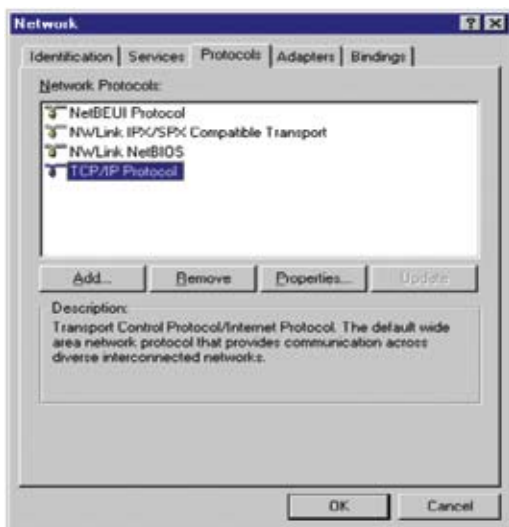 Network
Identification Services Protocols Adapters Bindings
Network Protocols:
NetBEUI Protocol
NWLink IPX/SPX Compatible Transport
NWLink NetBIOS
TCP/IP Protocol
Add... Remove Properties... Update
Description:
Transport Control Protocol/Internet Protocol. The default wide
area network protocol that provides communication across
diverse interconnected networks.
OK Cancel